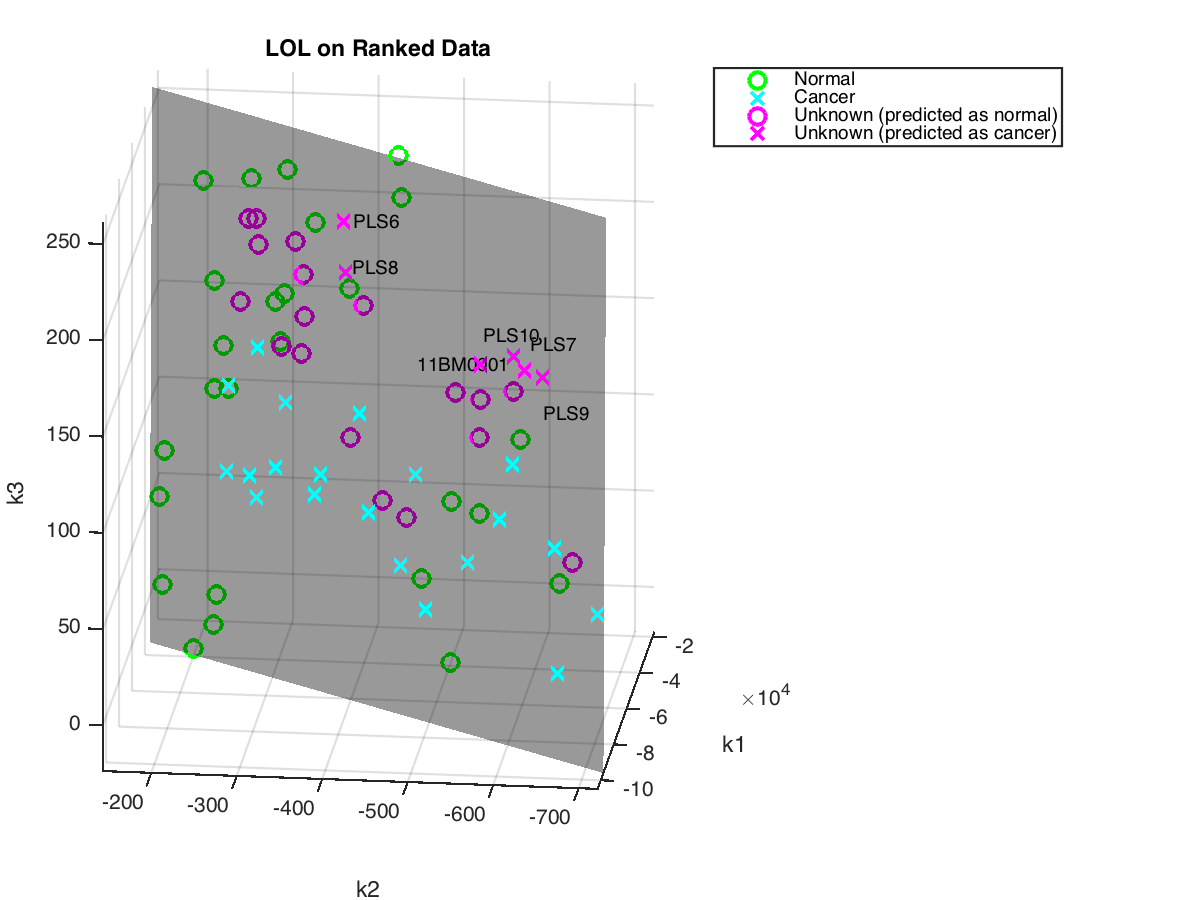 LOL on Ranked Data
Normal
Cancer
Unknown (predicted as normal)
Unknown (predicted as cancer)
PLS6
PLS8
PLS10
PLS7
11BM0001
PLS9
250
200
150
100
50
0
k3
-200
-300
-400
-500
-600
-700
k2
-2
-4
-6
-8
-10
×10⁴
k1